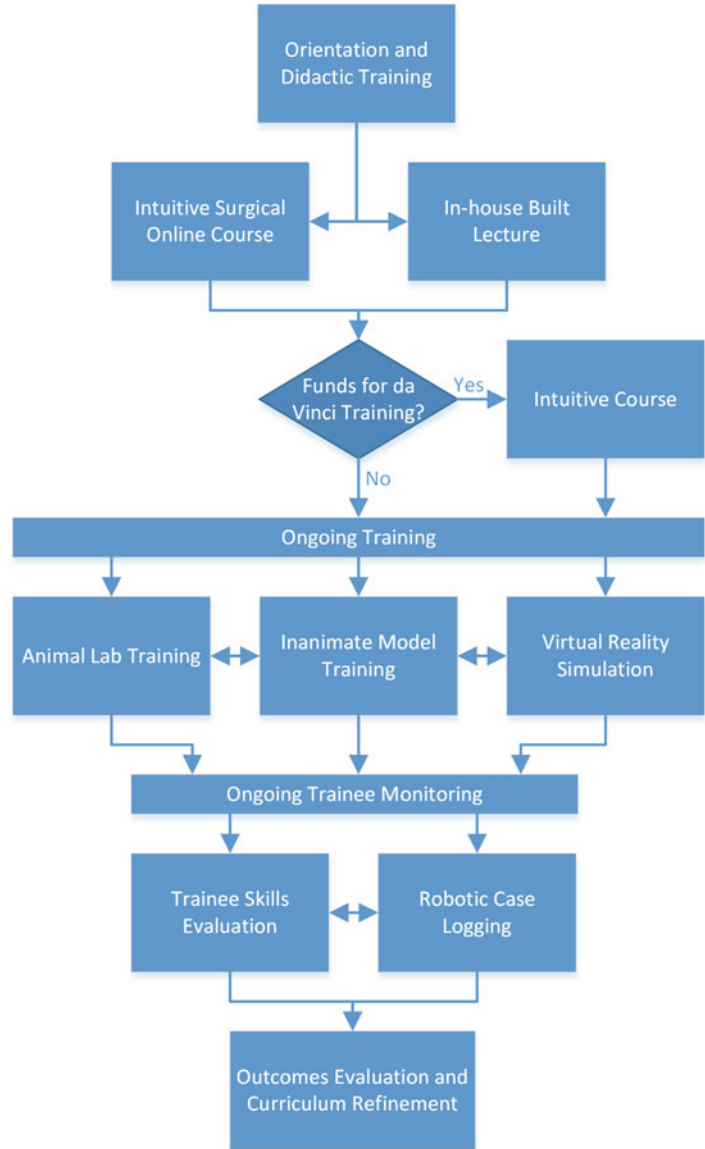 Orientation and
Didactic Training
Intuitive Surgical
Online Course
In-house Built
Lecture
Funds for da
Vinci Training?
Yes
Intuitive Course
No
Ongoing Training
Animal Lab Training
Inanimate Model
Training
Virtual Reality
Simulation
Ongoing Trainee Monitoring
Trainee Skills
Evaluation
Robotic Case
Logging
Outcomes Evaluation and
Curriculum Refinement